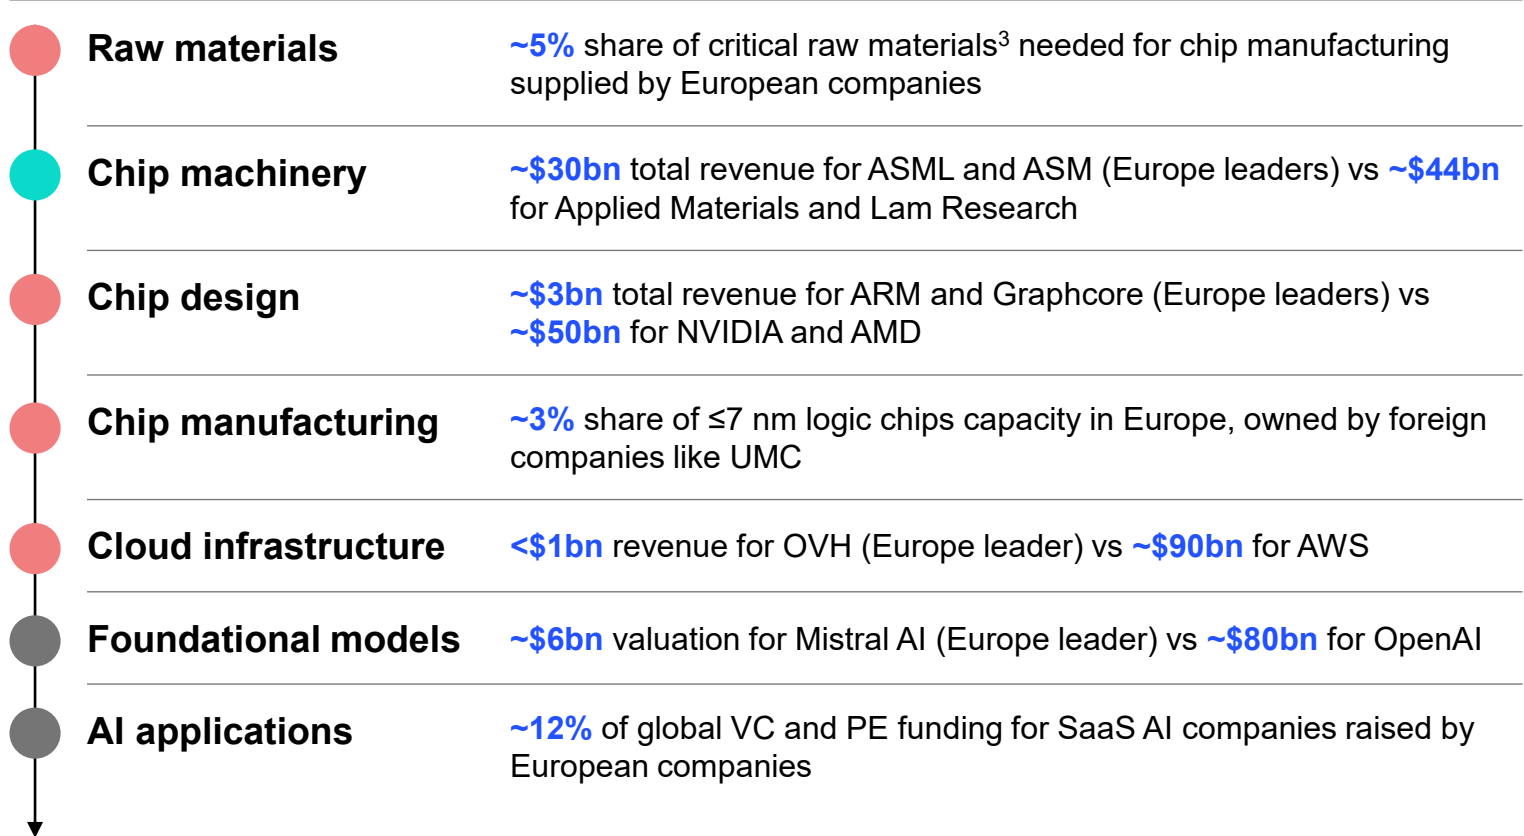 Raw materials
~5% share of critical raw materials³ needed for chip manufacturing
supplied by European companies
Chip machinery
~$30bn total revenue for ASML and ASM (Europe leaders) vs ~$44bn
for Applied Materials and Lam Research
Chip design
~$3bn total revenue for ARM and Graphcore (Europe leaders) vs
~$50bn for NVIDIA and AMD
Chip manufacturing
~3% share of ≤7 nm logic chips capacity in Europe, owned by foreign
companies like UMC
Cloud infrastructure
<$1bn revenue for OVH (Europe leader) vs ~$90bn for AWS
Foundational models
~$6bn valuation for Mistral AI (Europe leader) vs ~$80bn for OpenAI
AI applications
~12% of global VC and PE funding for SaaS AI companies raised by
European companies